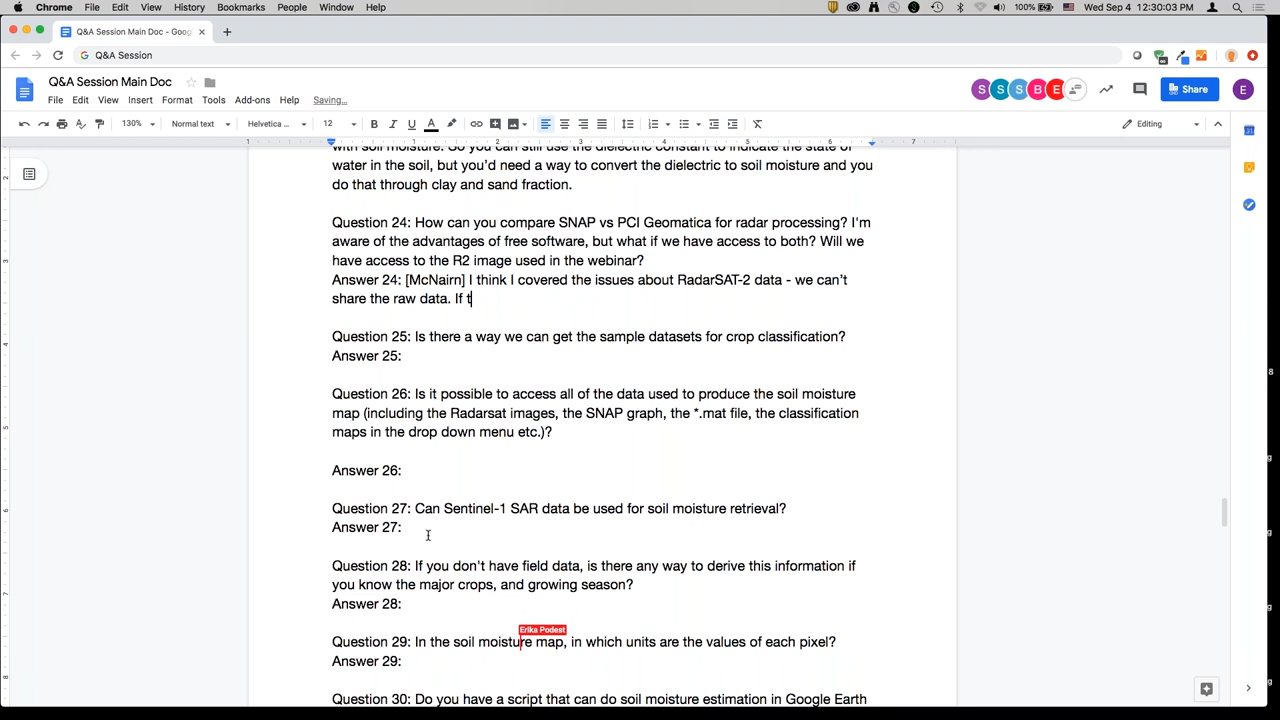 Chrome File Edit View History Bookmarks People Window Help 100% Wed Sep 4 12:30:03 PM
Q&A Session Main Doc - Goog
Q&A Session
Q&A Session Main Doc
File Edit View Insert Format Tools Add-ons Help Saving...
S S S B E Share E
130% Normal text Helvetica ... 12 B I U A Editing
1 1 2 3 4 5 6 7
with soil moisture. So you can still use the dielectric constant to indicate the state of
water in the soil, but you'd need a way to convert the dielectric to soil moisture and you
do that through clay and sand fraction.
Question 24: How can you compare SNAP vs PCI Geomatica for radar processing? I'm
aware of the advantages of free software, but what if we have access to both? Will we
have access to the R2 image used in the webinar?
Answer 24: [McNairn] I think I covered the issues about RadarSAT-2 data - we can't
share the raw data. If t
Question 25: Is there a way we can get the sample datasets for crop classification?
Answer 25:
Question 26: Is it possible to access all of the data used to produce the soil moisture
map (including the Radarsat images, the SNAP graph, the *.mat file, the classification
maps in the drop down menu etc.)?
Answer 26:
Question 27: Can Sentinel-1 SAR data be used for soil moisture retrieval?
Answer 27:
Question 28: If you don't have field data, is there any way to derive this information if
you know the major crops, and growing season?
Answer 28:
Erika Podest
Question 29: In the soil moisture map, in which units are the values of each pixel?
Answer 29:
Question 30: Do you have a script that can do soil moisture estimation in Google Earth